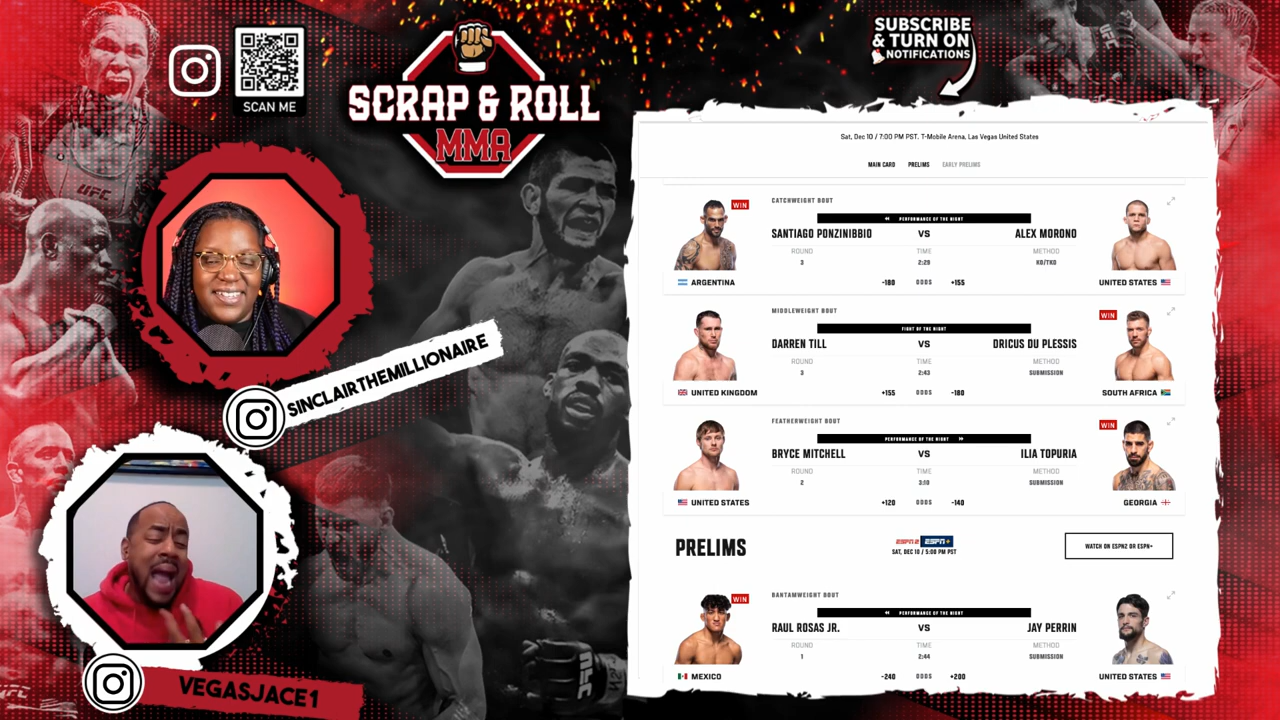 SCAN ME
SCRAP & ROLL
MMA
SUBSCRIBE
& TURN ON
NOTIFICATIONS
SINCLAIRTHEMILLIONAIRE
VEGASJACE1
UFC
UFC
UFC
Sat, Dec 10 / 7:00 PM PST. T-Mobile Arena, Las Vegas United States
MAIN CARD PRELIMS EARLY PRELIMS
CATCHWEIGHT BOUT
WIN
PERFORMANCE OF THE NIGHT
SANTIAGO PONZINIBBIO VS ALEX MORONO
ROUND TIME METHOD
3 2:29 KO/TKO
ARGENTINA -180 ODDS +155 UNITED STATES
MIDDLEWEIGHT BOUT
WIN
FIGHT OF THE NIGHT
DARREN TILL VS DRICUS DU PLESSIS
ROUND TIME METHOD
3 2:43 SUBMISSION
UNITED KINGDOM +155 ODDS -180 SOUTH AFRICA
FEATHERWEIGHT BOUT
WIN
PERFORMANCE OF THE NIGHT
BRYCE MITCHELL VS ILIA TOPURIA
ROUND TIME METHOD
2 3:10 SUBMISSION
UNITED STATES +120 ODDS -140 GEORGIA
PRELIMS
ESPN2 ESPN+
SAT, DEC 10 / 5:00 PM PST
WATCH ON ESPN2 OR ESPN+
BANTAMWEIGHT BOUT
WIN
PERFORMANCE OF THE NIGHT
RAUL ROSAS JR. VS JAY PERRIN
ROUND TIME METHOD
1 2:44 SUBMISSION
MEXICO -240 ODDS +200 UNITED STATES